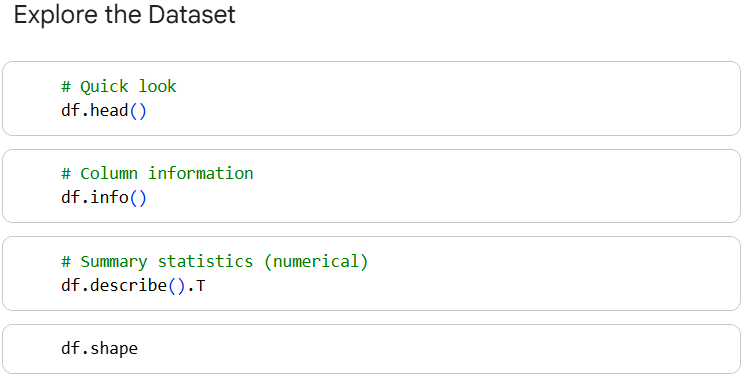 Explore the Dataset
# Quick look
df.head()
# Column information
df.info()
# Summary statistics (numerical)
df.describe().T
df.shape